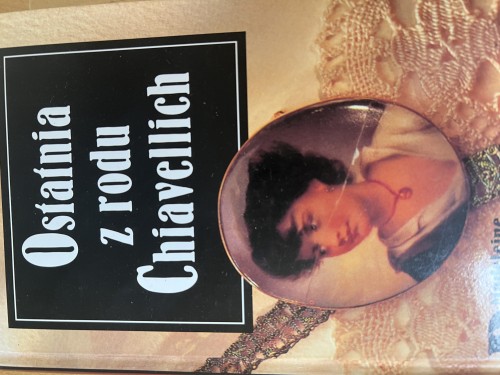 Ostatnia
z rodu
Chiavellich